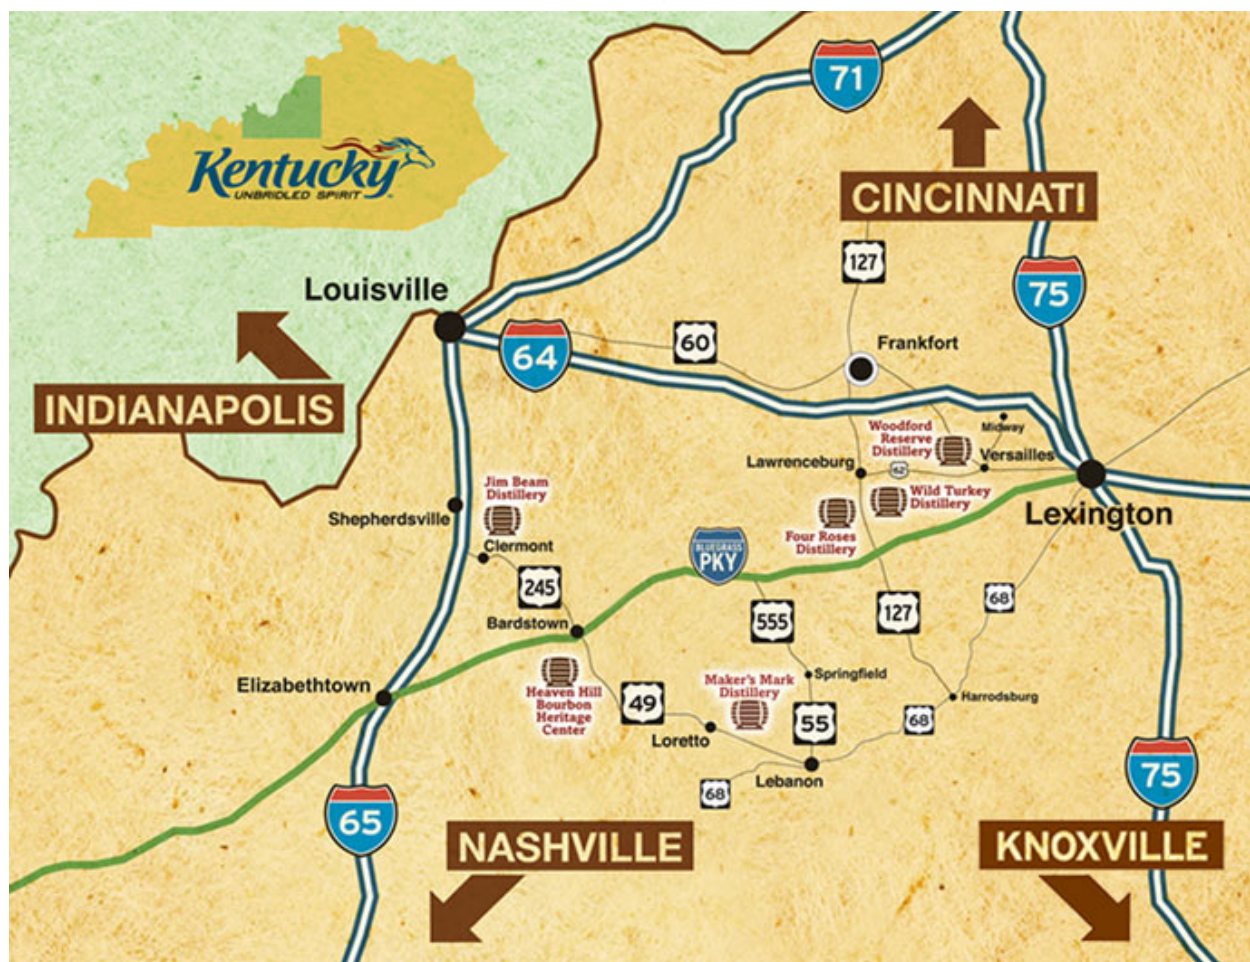 71
CINCINNATI
Kentucky
UNBRIDLED SPIRIT
TM
127
75
Louisville
60
64
Frankfort
INDIANAPOLIS
Midway
Woodford
Reserve
Distillery
Versailles
Lawrenceburg
62
Jim Beam
Distillery
Wild Turkey
Distillery
Lexington
Shepherdsville
Four Roses
Distillery
Clermont
BLUEGRASS
PKY
245
68
555
127
Bardstown
Springfield
Elizabethtown
Heaven Hill
Bourbon
Heritage
Center
Maker's Mark
Distillery
Harrodsburg
49
55
68
Loretto
Lebanon
68
75
65
NASHVILLE
KNOXVILLE